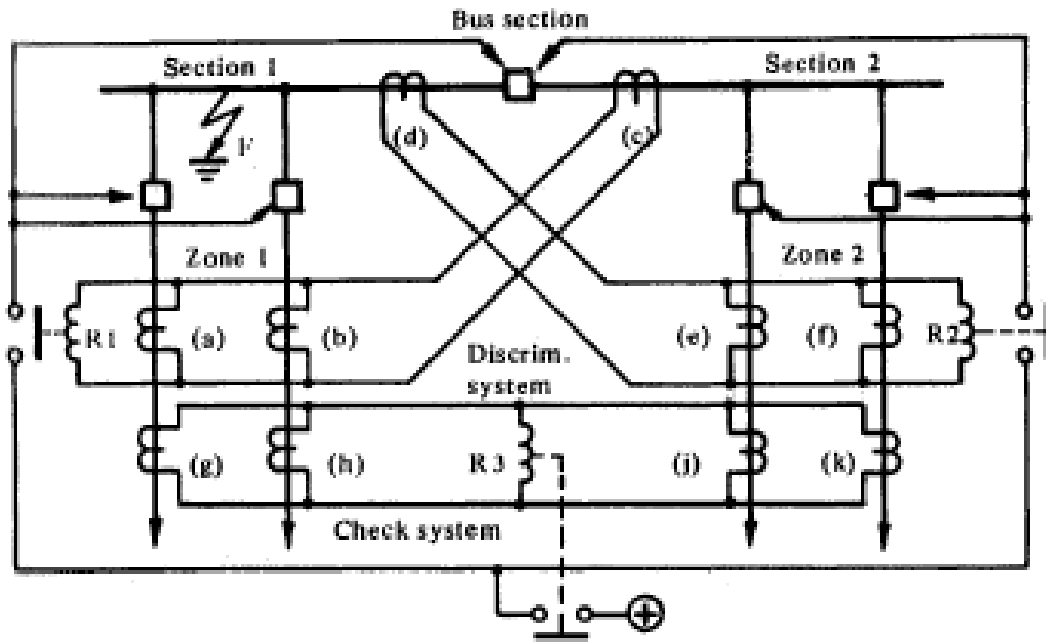 Bus section
Section 1
Section 2
(d)
(c)
F
Zone 1
Zone 2
R1
(a)
(b)
(e)
(f)
R2
Discrim.
system
(g)
(h)
R3
(j)
(k)
Check system